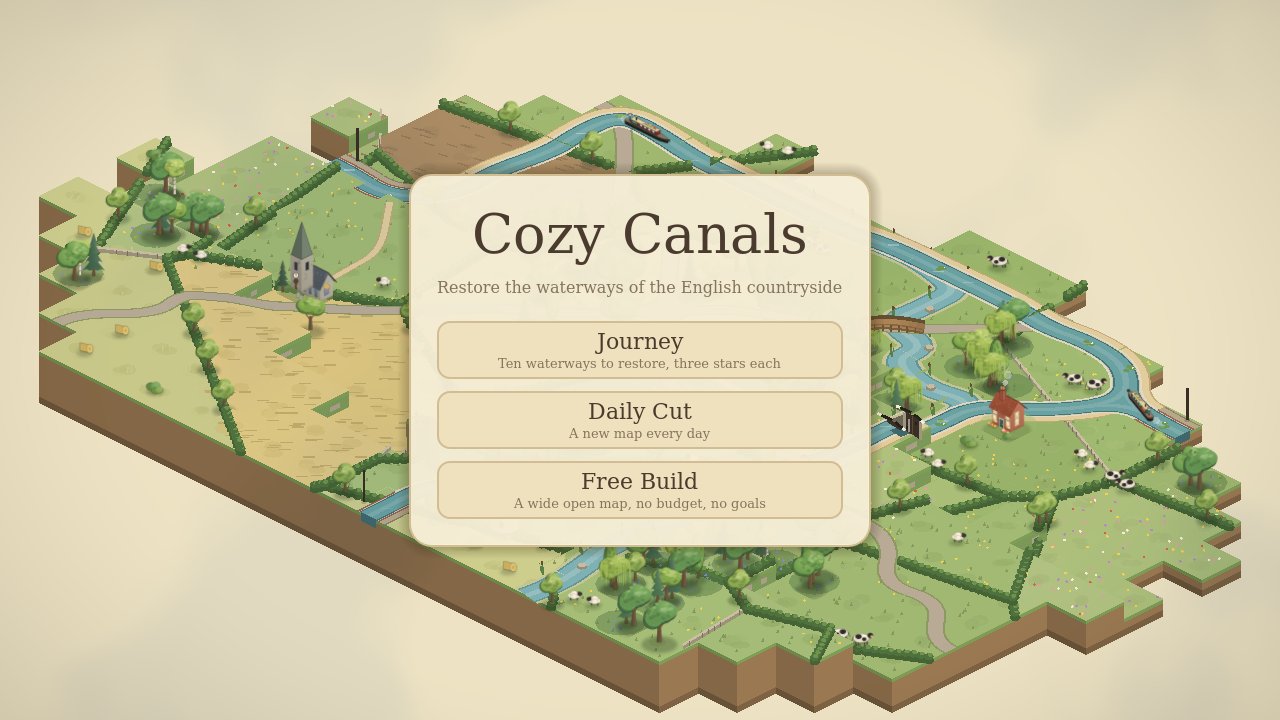 Cozy Canals
Restore the waterways of the English countryside
Journey
Ten waterways to restore, three stars each
Daily Cut
A new map every day
Free Build
A wide open map, no budget, no goals